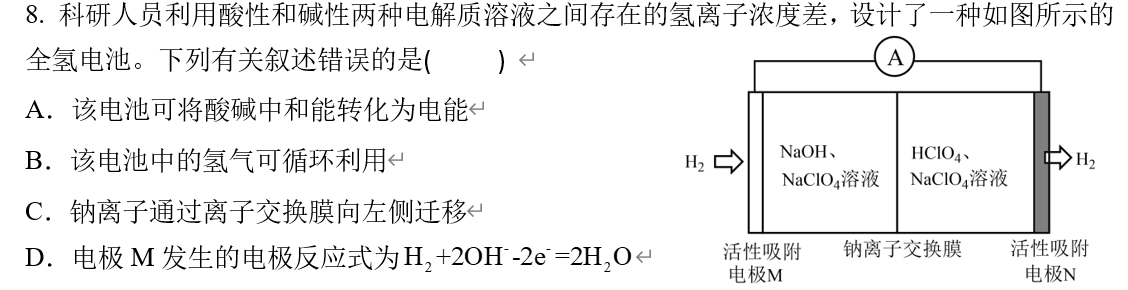 8. 科研人员利用酸性和碱性两种电解质溶液之间存在的氢离子浓度差，设计了一种如图所示的
全氢电池。下列有关叙述错误的是(    ) ↵
A．该电池可将酸碱中和能转化为电能↵
B．该电池中的氢气可循环利用↵
C．钠离子通过离子交换膜向左侧迁移↵
D．电极 M 发生的电极反应式为 H₂+2OH⁻-2e⁻=2H₂O↵
A
H₂
NaOH、
NaClO₄溶液
HClO₄、
NaClO₄溶液
H₂
活性吸附
电极M
钠离子交换膜
活性吸附
电极N